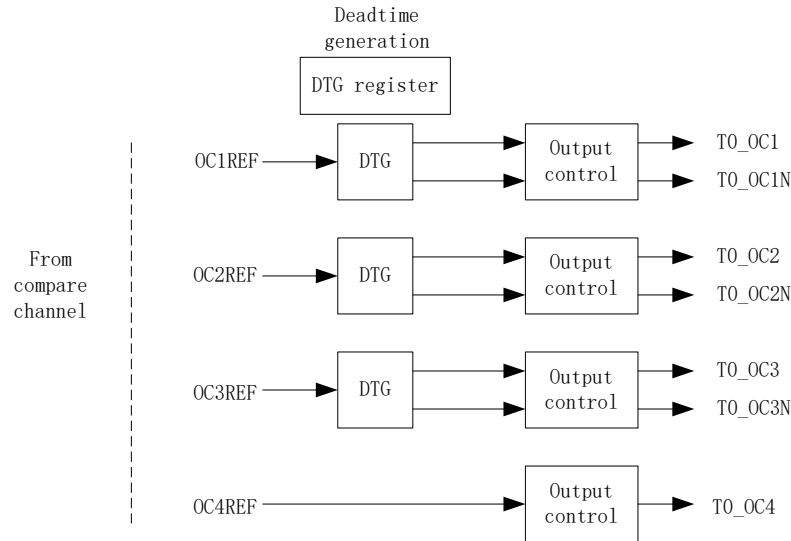 Deadtime
generation
DTG register
From
compare
channel
OC1REF
DTG
Output
control
TO_OC1
TO_OC1N
OC2REF
DTG
Output
control
TO_OC2
TO_OC2N
OC3REF
DTG
Output
control
TO_OC3
TO_OC3N
OC4REF
Output
control
TO_OC4